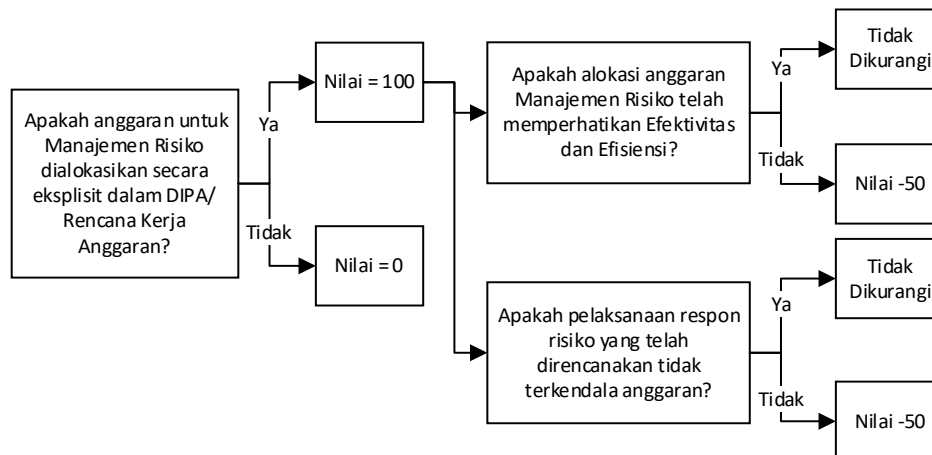 Apakah anggaran untuk
Manajemen Risiko
dialokasikan secara
eksplisit dalam DIPA/
Rencana Kerja
Anggaran?
Ya
Tidak
Nilai = 100
Nilai = 0
Apakah alokasi anggaran
Manajemen Risiko telah
memperhatikan Efektivitas
dan Efisiensi?
Ya
Tidak
Tidak
Dikurangi
Nilai -50
Apakah pelaksanaan respon
risiko yang telah
direncanakan tidak
terkendala anggaran?
Ya
Tidak
Tidak
Dikurangi
Nilai -50